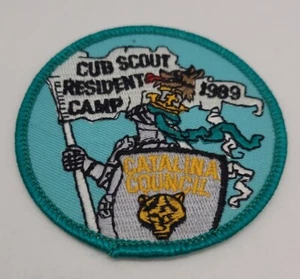 CUB SCOUT
RESIDENT
CAMP
1989
CATALINA
COUNCIL